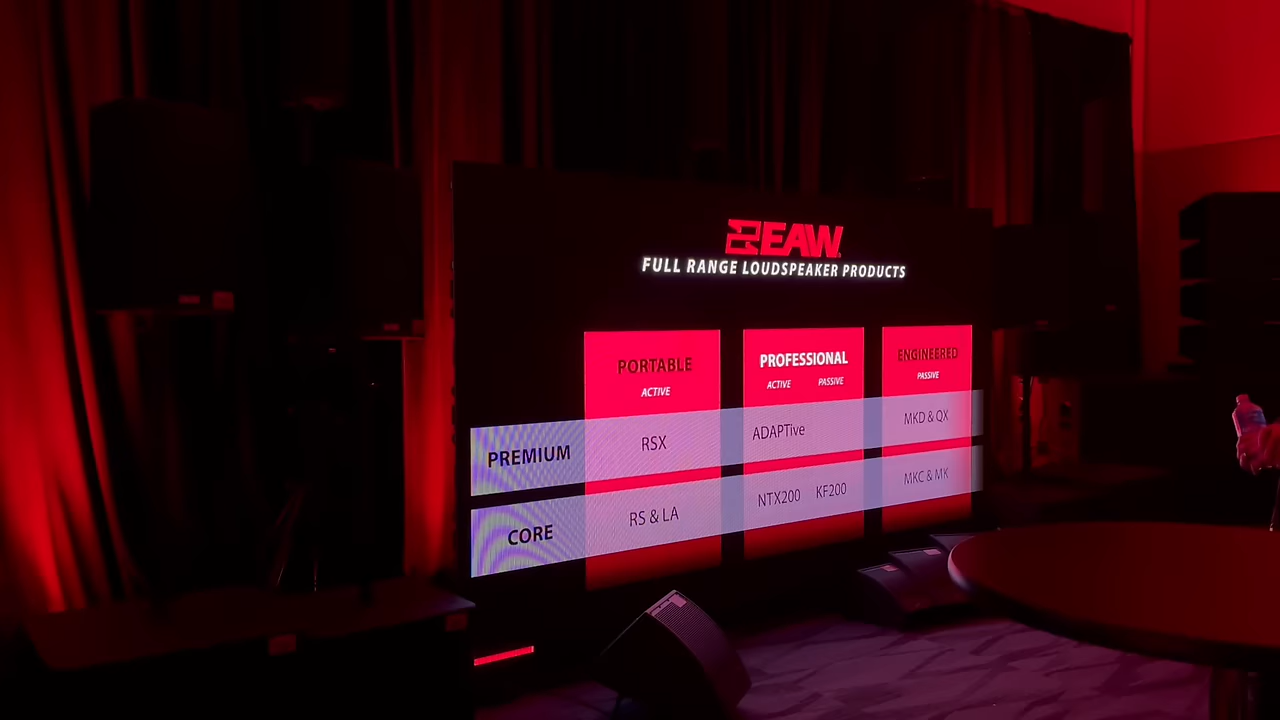 EAW
FULL RANGE LOUDSPEAKER PRODUCTS
PORTABLE
ACTIVE
PROFESSIONAL
ACTIVE PASSIVE
ENGINEERED
PASSIVE
PREMIUM RSX ADAPTive MKD & QX
CORE RS & LA NTX200 KF200 MKC & MK